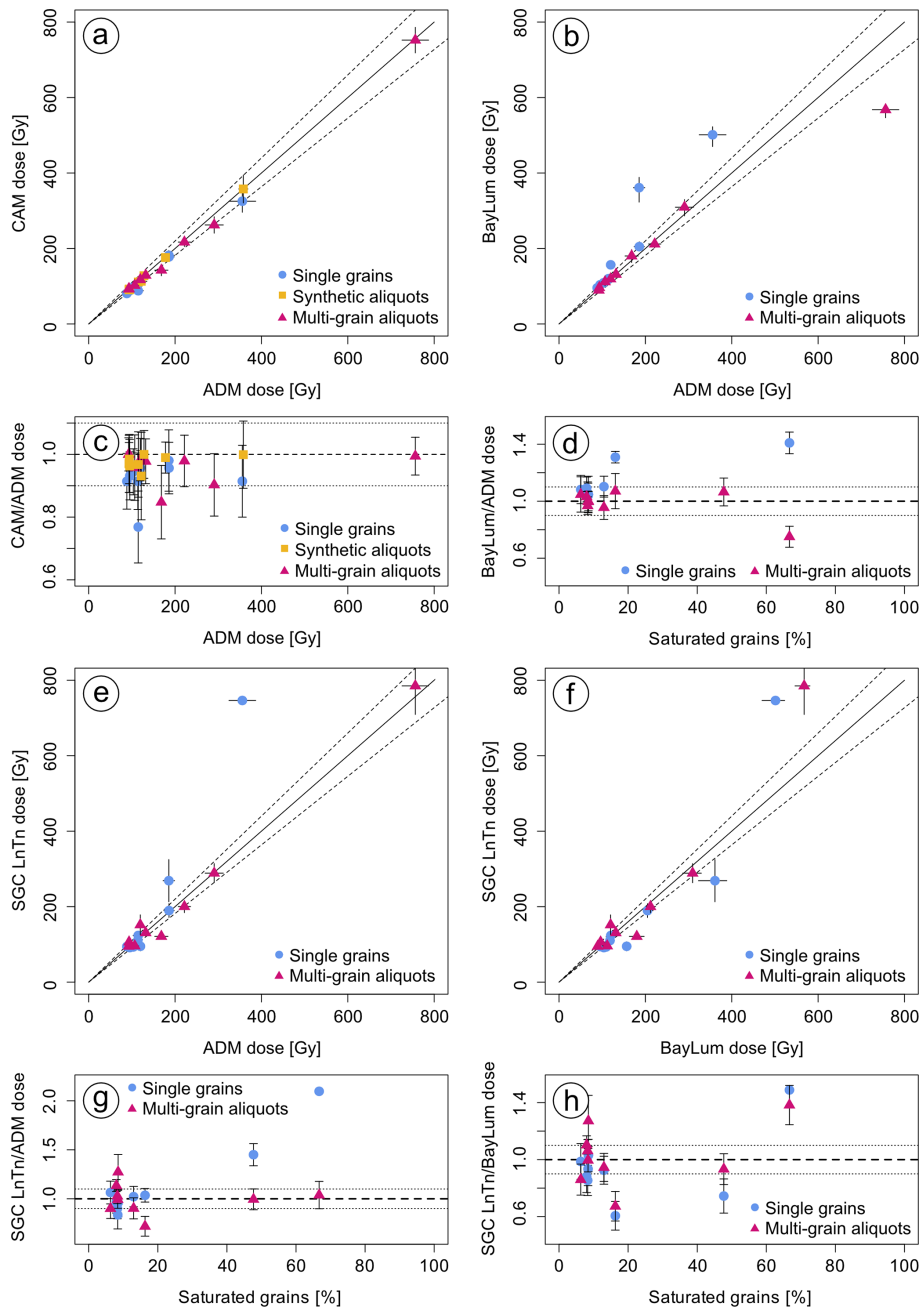 a
CAM dose [Gy]
800
600
400
200
0
Single grains
Synthetic aliquots
Multi-grain aliquots
0 200 400 600 800
ADM dose [Gy]
b
BayLum dose [Gy]
800
600
400
200
0
Single grains
Multi-grain aliquots
0 200 400 600 800
ADM dose [Gy]
c
CAM/ADM dose
1.0
0.8
0.6
Single grains
Synthetic aliquots
Multi-grain aliquots
0 200 400 600 800
ADM dose [Gy]
d
BayLum/ADM dose
1.4
1.0
0.6
Single grains Multi-grain aliquots
0 20 40 60 80 100
Saturated grains [%]
e
SGC LnTn dose [Gy]
800
600
400
200
0
Single grains
Multi-grain aliquots
0 200 400 600 800
ADM dose [Gy]
f
SGC LnTn dose [Gy]
800
600
400
200
0
Single grains
Multi-grain aliquots
0 200 400 600 800
BayLum dose [Gy]
g
Single grains
Multi-grain aliquots
SGC LnTn/ADM dose
2.0
1.5
1.0
0 20 40 60 80 100
Saturated grains [%]
h
SGC LnTn/BayLum dose
1.4
1.0
0.6
Single grains
Multi-grain aliquots
0 20 40 60 80 100
Saturated grains [%]